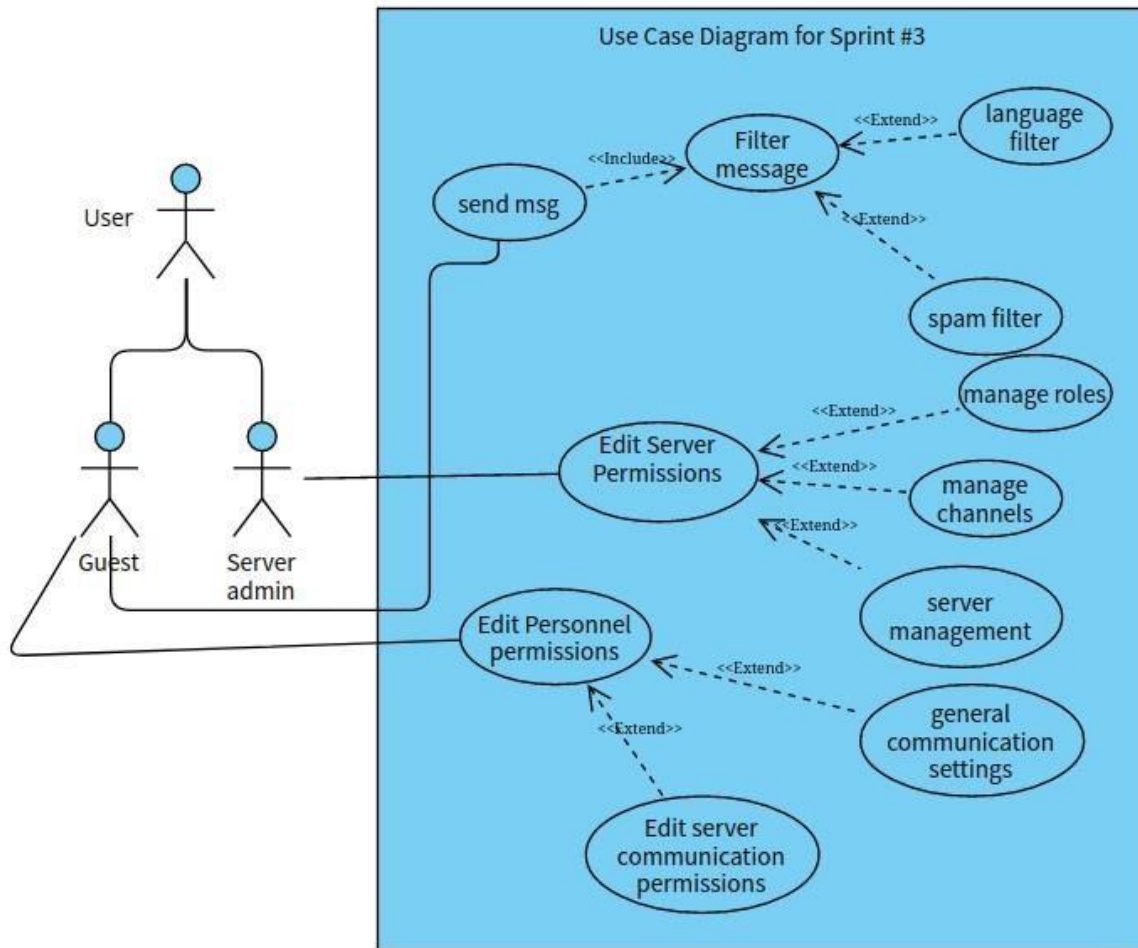 Use Case Diagram for Sprint #3
language
filter
<<Extend>>
Filter
message
<<Include>>
send msg
User
<<Extend>>
spam filter
manage roles
<<Extend>>
Edit Server
Permissions
<<Extend>>
manage
channels
<<Extend>>
Guest
Server
admin
server
management
Edit Personnel
permissions
<<Extend>>
general
communication
settings
<<Extend>>
Edit server
communication
permissions